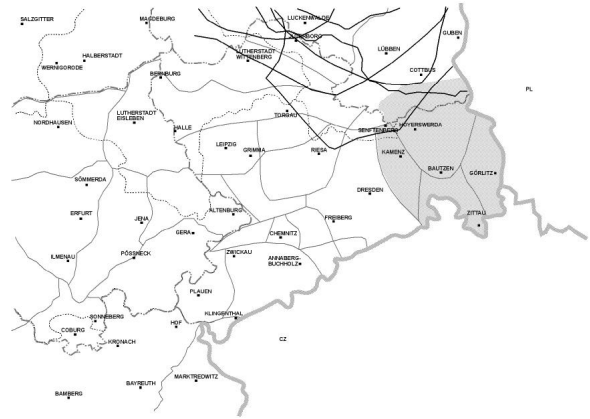 SALZGITTER
MAGDEBURG
LUCKENWALDE
GUBEN
HALBERSTADT
WERNIGORODE
LUTHERSTADT
WITTENBERG
LÜBBEN
COTTBUS
BERNBURG
PL
NORDHAUSEN
LUTHERSTADT
EISLEBEN
HALLE
TORGAU
SENFTENBERG
HOYERSWERDA
LEIPZIG
GRIMMA
RIESA
KAMENZ
BAUTZEN
GÖRLITZ
SÖMMERDA
DRESDEN
ERFURT
JENA
ALTENBURG
FREIBERG
ZITTAU
GERA
CHEMNITZ
ILMENAU
PÖSSNECK
ZWICKAU
ANNABERG-
BUCHHOLZ
PLAUEN
SONNEBERG
HOF
KLINGENTHAL
COBURG
KRONACH
CZ
BAMBERG
BAYREUTH
MARKTREDWITZ